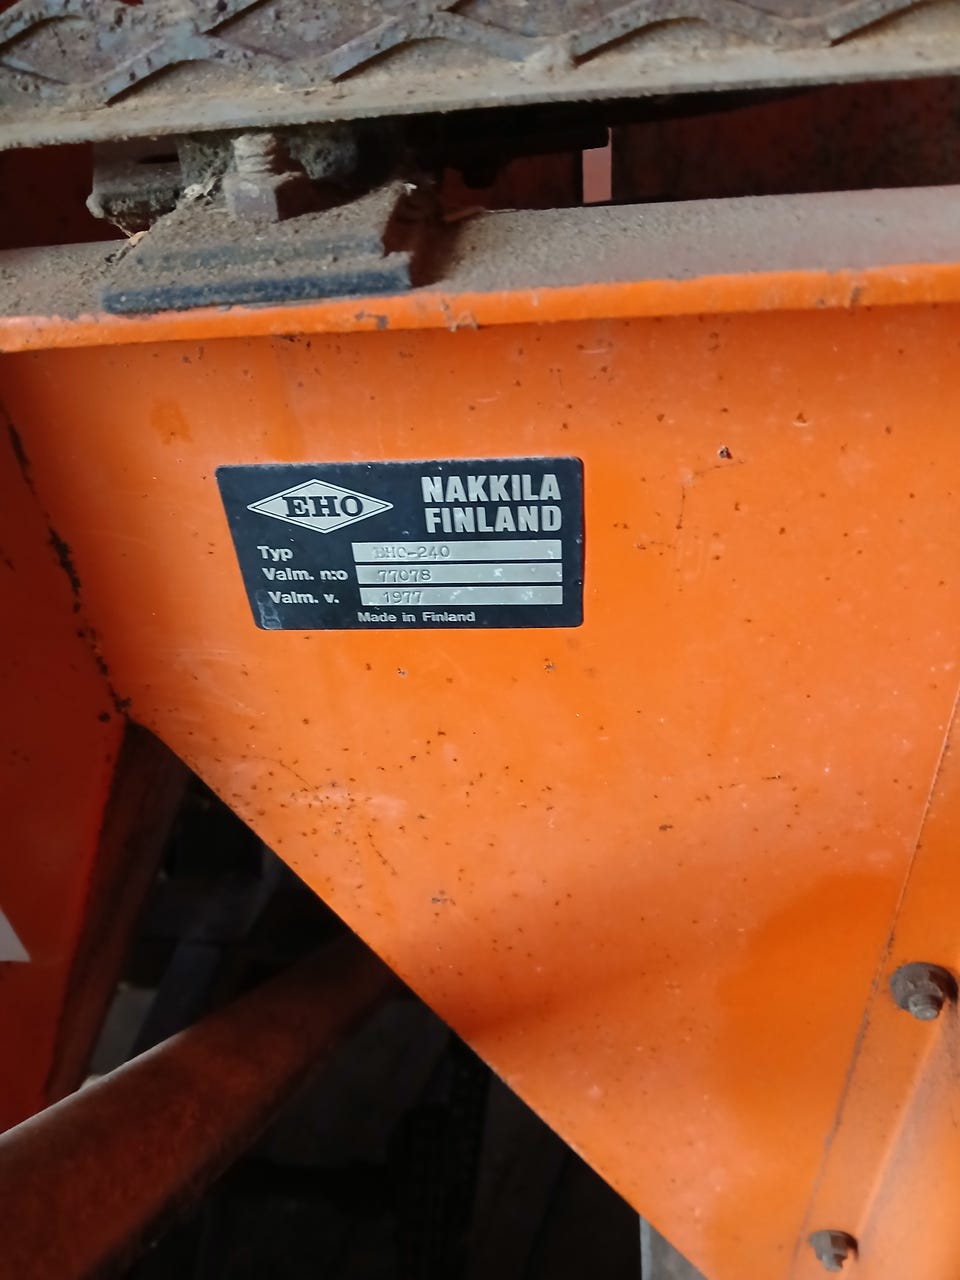 EHO
NAKKILA
FINLAND
Typ EHO-240
Valm. n:o 77078
Valm. v. 1977
Made in Finland